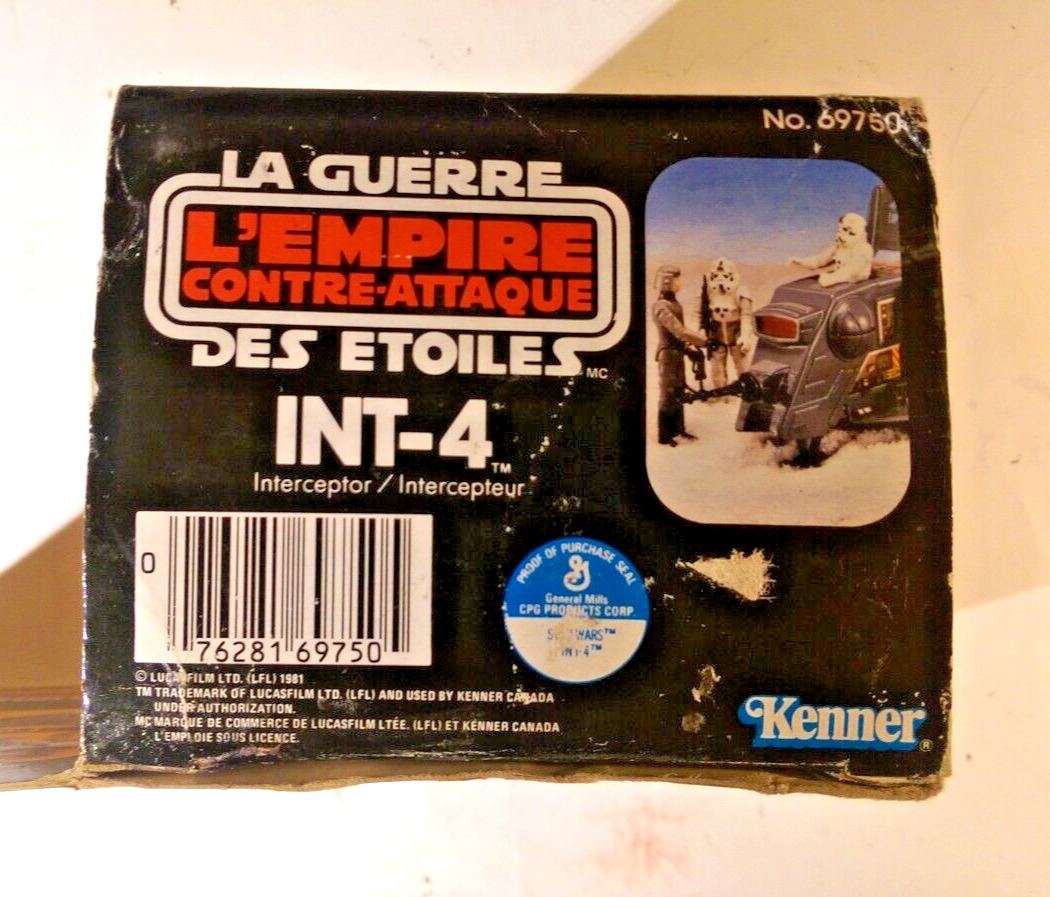 No. 69750
LA GUERRE
L'EMPIRE
CONTRE-ATTAQUE
DES ETOILES MC
INT-4 TM
Interceptor / Intercepteur
0 76281 69750
PROOF OF PURCHASE SEAL
General Mills
CPG PRODUCTS CORP
WARS™
INT-4™
© LUCASFILM LTD. (LFL) 1981
TM TRADEMARK OF LUCASFILM LTD. (LFL) AND USED BY KENNER CANADA
UNDER AUTHORIZATION.
MC MARQUE DE COMMERCE DE LUCASFILM LTÉE. (LFL) ET KENNER CANADA
L'EMPLOIE SOUS LICENCE.
Kenner ®